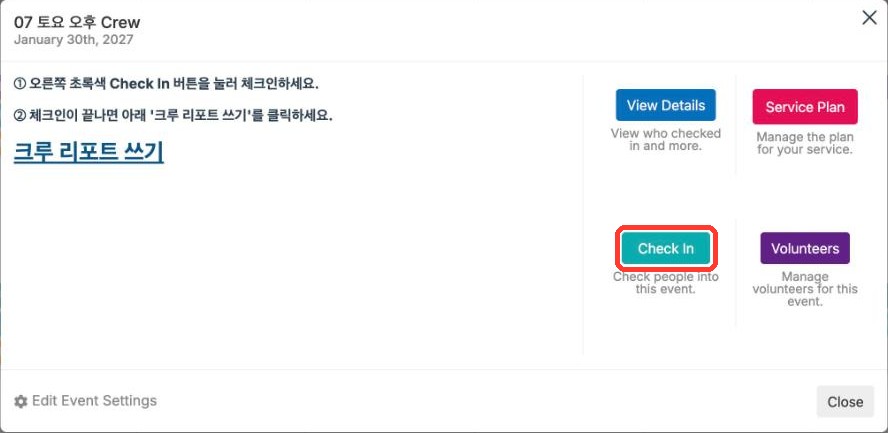 07 토요 오후 Crew
January 30th, 2027
① 오른쪽 초록색 Check In 버튼을 눌러 체크인하세요.
② 체크인이 끝나면 아래 '크루 리포트 쓰기'를 클릭하세요.
크루 리포트 쓰기
View Details
View who checked
in and more.
Service Plan
Manage the plan
for your service.
Check In
Check people into
this event.
Volunteers
Manage
volunteers for this
event.
Edit Event Settings
Close